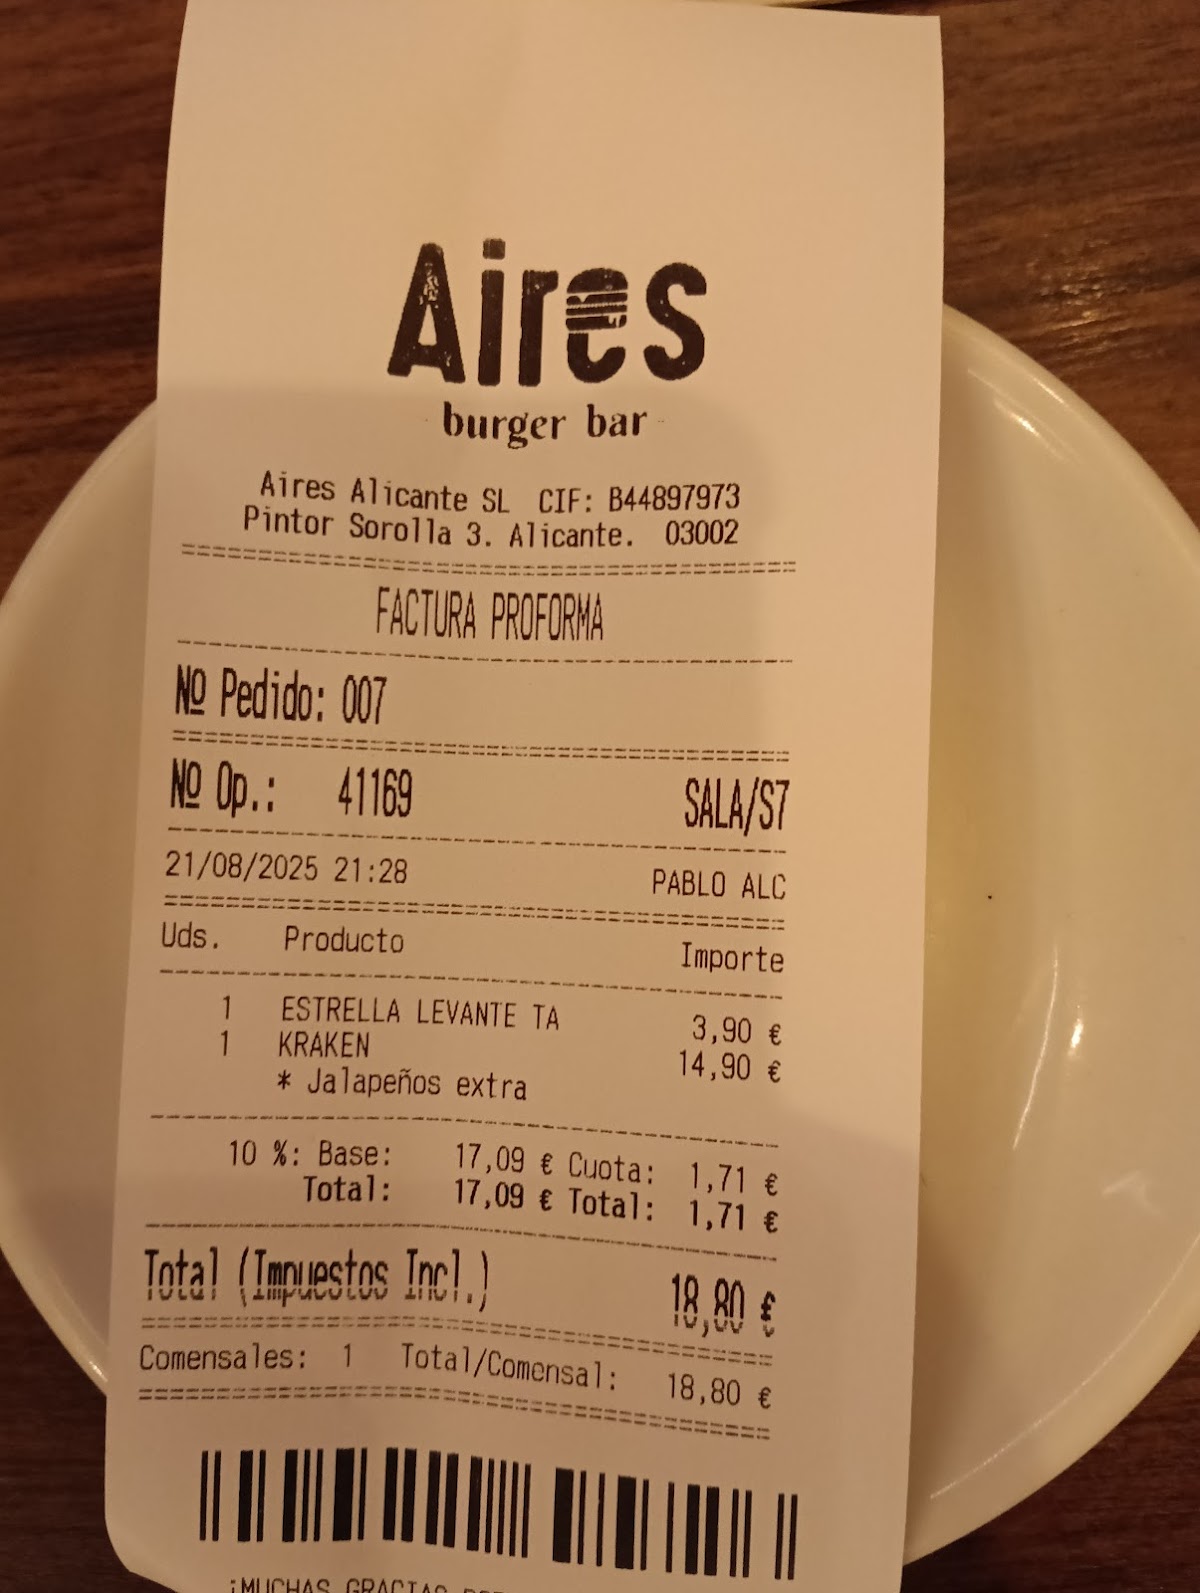 Aires
burger bar
Aires Alicante SL CIF: B44897973
Pintor Sorolla 3. Alicante. 03002
FACTURA PROFORMA
Nº Pedido: 007
Nº Op.: 41169 SALA/S7
21/08/2025 21:28 PABLO ALC
Uds. Producto Importe
1 ESTRELLA LEVANTE TA 3,90 €
1 KRAKEN 14,90 €
* Jalapeños extra
10 %: Base: 17,09 € Cuota: 1,71 €
Total: 17,09 € Total: 1,71 €
Total (Impuestos Incl.) 18,80 €
Comensales: 1 Total/Comensal: 18,80 €
¡MUCHAS GRACIAS